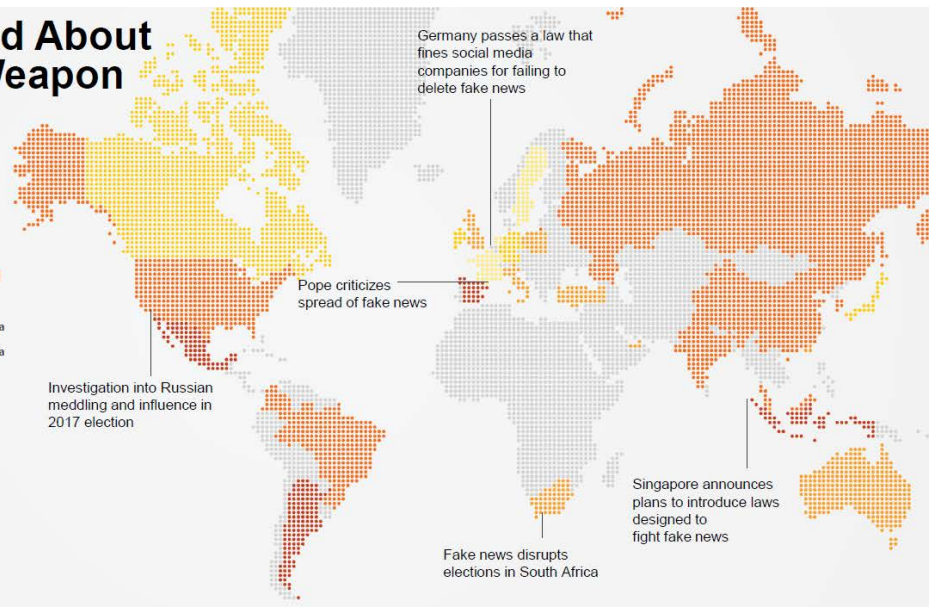 d About
Weapon
Germany passes a law that
fines social media
companies for failing to
delete fake news
Pope criticizes
spread of fake news
a
a
Investigation into Russian
meddling and influence in
2017 election
Singapore announces
plans to introduce laws
designed to
fight fake news
Fake news disrupts
elections in South Africa